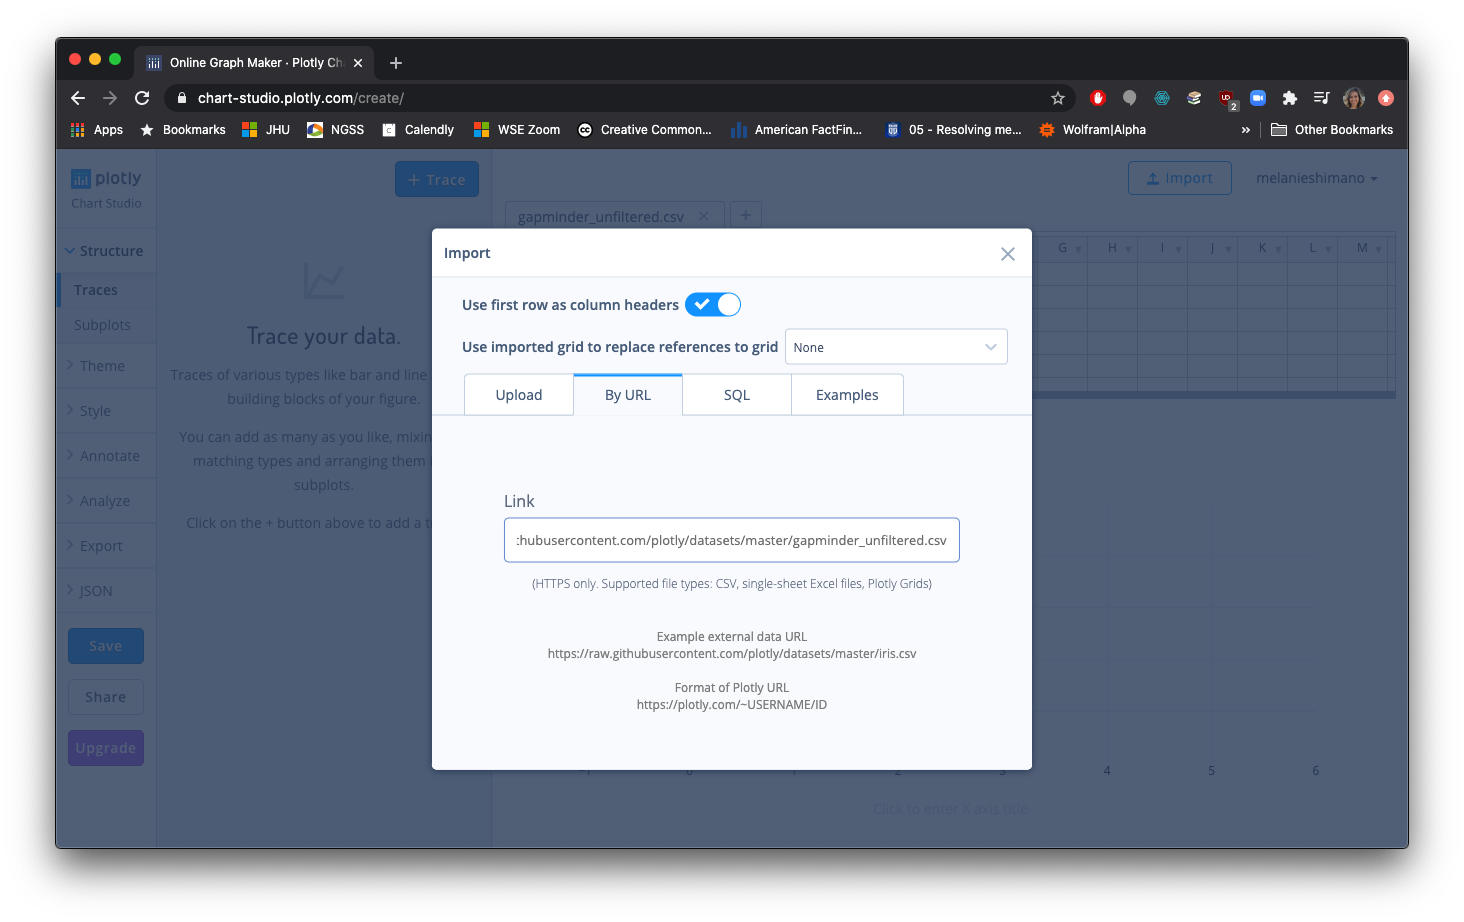 Online Graph Maker · Plotly Ch
chart-studio.plotly.com/create/
2
Apps
Bookmarks
JHU
NGSS
Calendly
WSE Zoom
Creative Common...
American FactFin...
05 - Resolving me...
Wolfram|Alpha
»
Other Bookmarks
plotly
Chart Studio
+ Trace
Import
melanieshimano
gapminder_unfiltered.csv
+
Structure
Traces
Subplots
Theme
Style
Annotate
Analyze
Export
JSON
Save
Share
Upgrade
Trace your data.
Traces of various types like bar and line
building blocks of your figure.
You can add as many as you like, mixin
matching types and arranging them
subplots.
Click on the + button above to add a t
G H I J K L M
Import
Use first row as column headers
Use imported grid to replace references to grid None
Upload By URL SQL Examples
Link
:hubusercontent.com/plotly/datasets/master/gapminder_unfiltered.csv
(HTTPS only. Supported file types: CSV, single-sheet Excel files, Plotly Grids)
Example external data URL
https://raw.githubusercontent.com/plotly/datasets/master/iris.csv
Format of Plotly URL
https://plotly.com/~USERNAME/ID
4 5 6
Click to enter X axis title